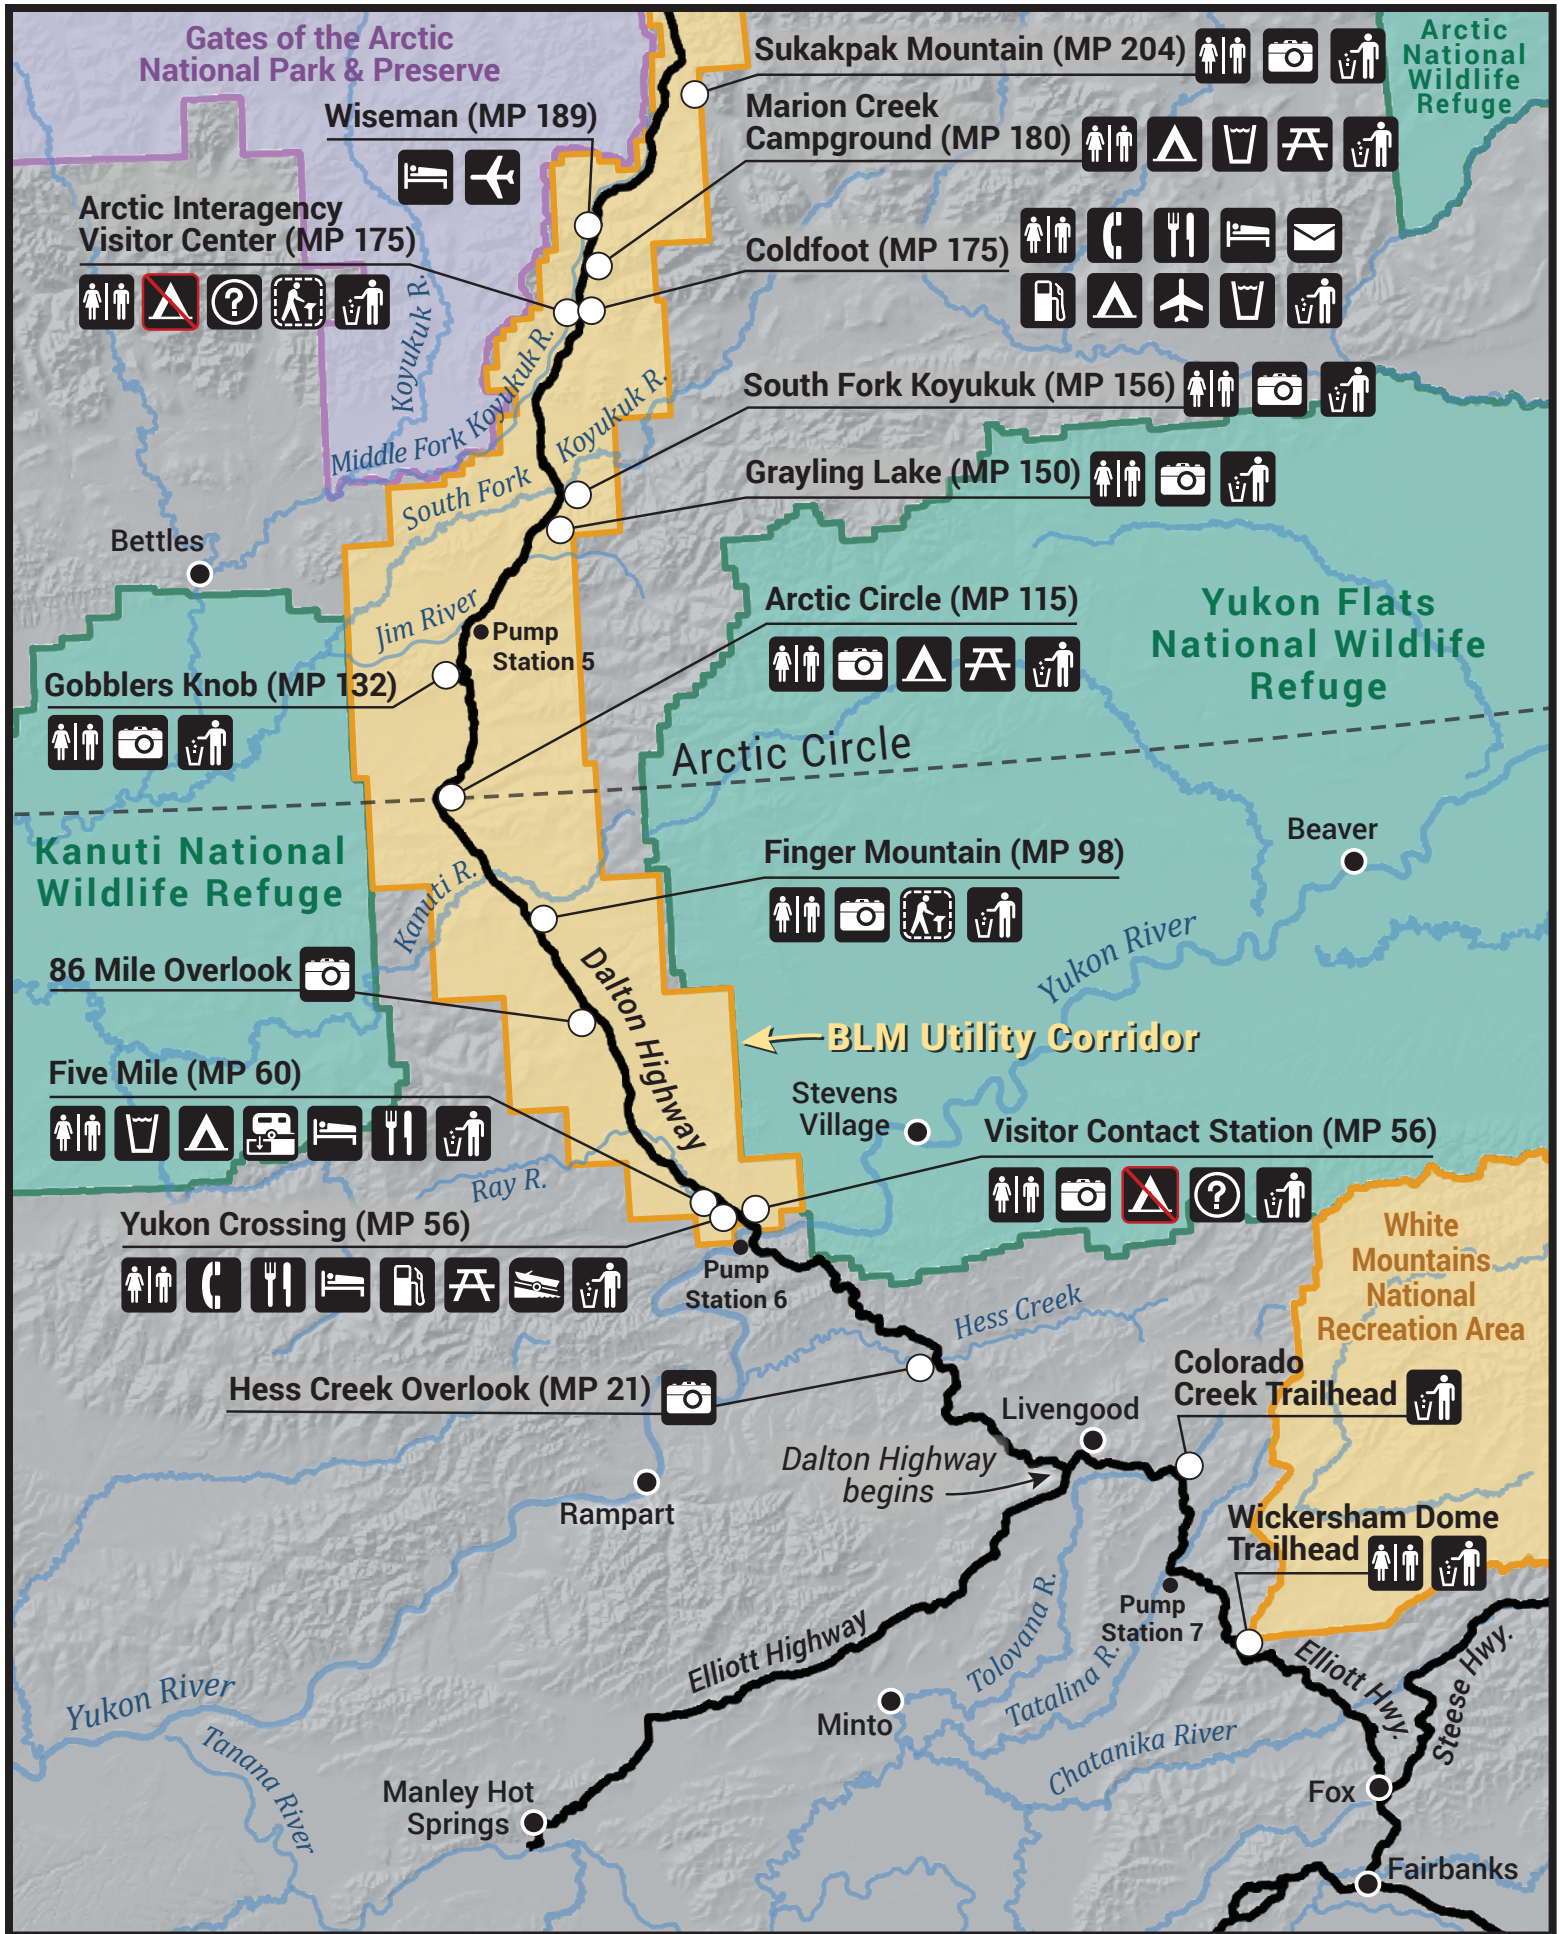 Gates of the Arctic
National Park & Preserve
Sukakpak Mountain (MP 204)
Arctic
National
Wildlife
Refuge
Wiseman (MP 189)
Marion Creek
Campground (MP 180)
Arctic Interagency
Visitor Center (MP 175)
?
Coldfoot (MP 175)
Koyukuk R.
Middle Fork Koyukuk R.
South Fork Koyukuk R.
South Fork Koyukuk (MP 156)
Grayling Lake (MP 150)
Bettles
Jim River
Pump
Station 5
Arctic Circle (MP 115)
Yukon Flats
National Wildlife
Refuge
Gobblers Knob (MP 132)
Arctic Circle
Kanuti National
Wildlife Refuge
Kanuti R.
Finger Mountain (MP 98)
Beaver
86 Mile Overlook
Dalton Highway
Yukon River
BLM Utility Corridor
Five Mile (MP 60)
Stevens
Village
Visitor Contact Station (MP 56)
?
Ray R.
Yukon Crossing (MP 56)
Pump
Station 6
White
Mountains
National
Recreation Area
Hess Creek
Hess Creek Overlook (MP 21)
Colorado
Creek Trailhead
Livengood
Dalton Highway
begins
Rampart
Wickersham Dome
Trailhead
Pump
Station 7
Elliott Highway
Tolovana R.
Tatalina R.
Elliott Hwy.
Steese Hwy.
Yukon River
Tanana River
Minto
Chatanika River
Manley Hot
Springs
Fox
Fairbanks